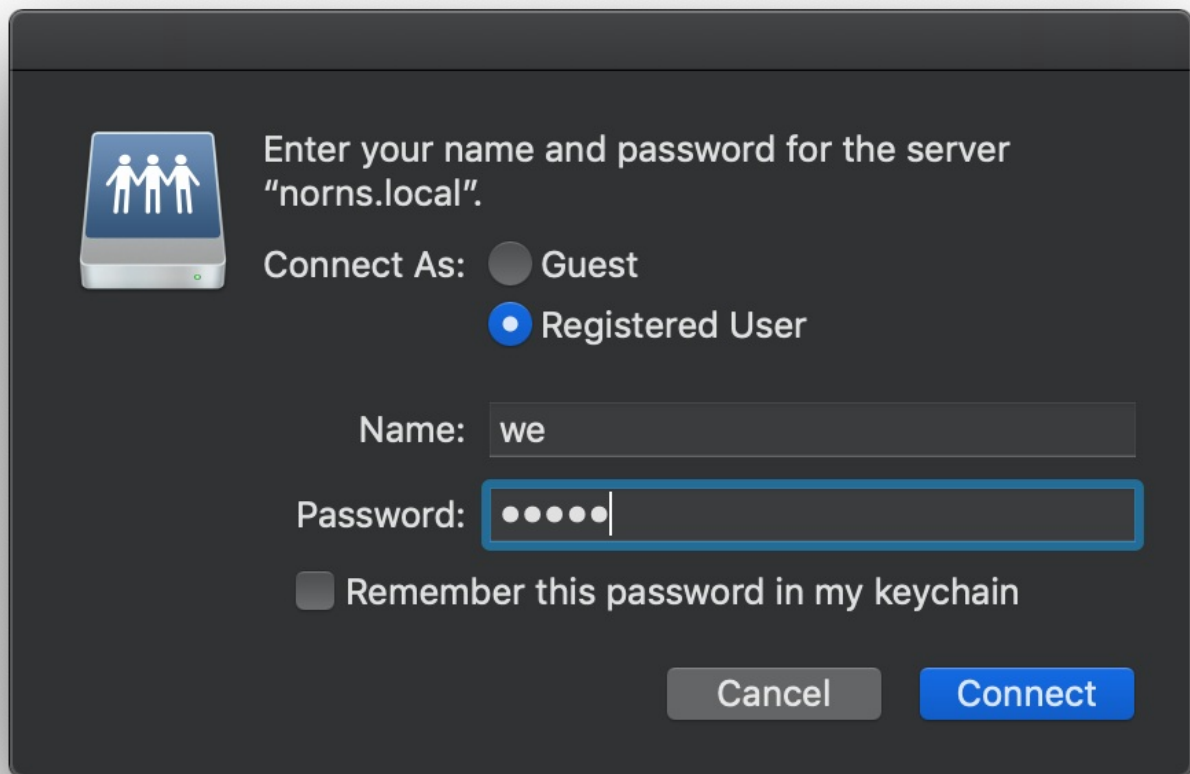 Enter your name and password for the server
“norns.local”.
Connect As: Guest
Registered User
Name: we
Password: •••••
Remember this password in my keychain
Cancel Connect